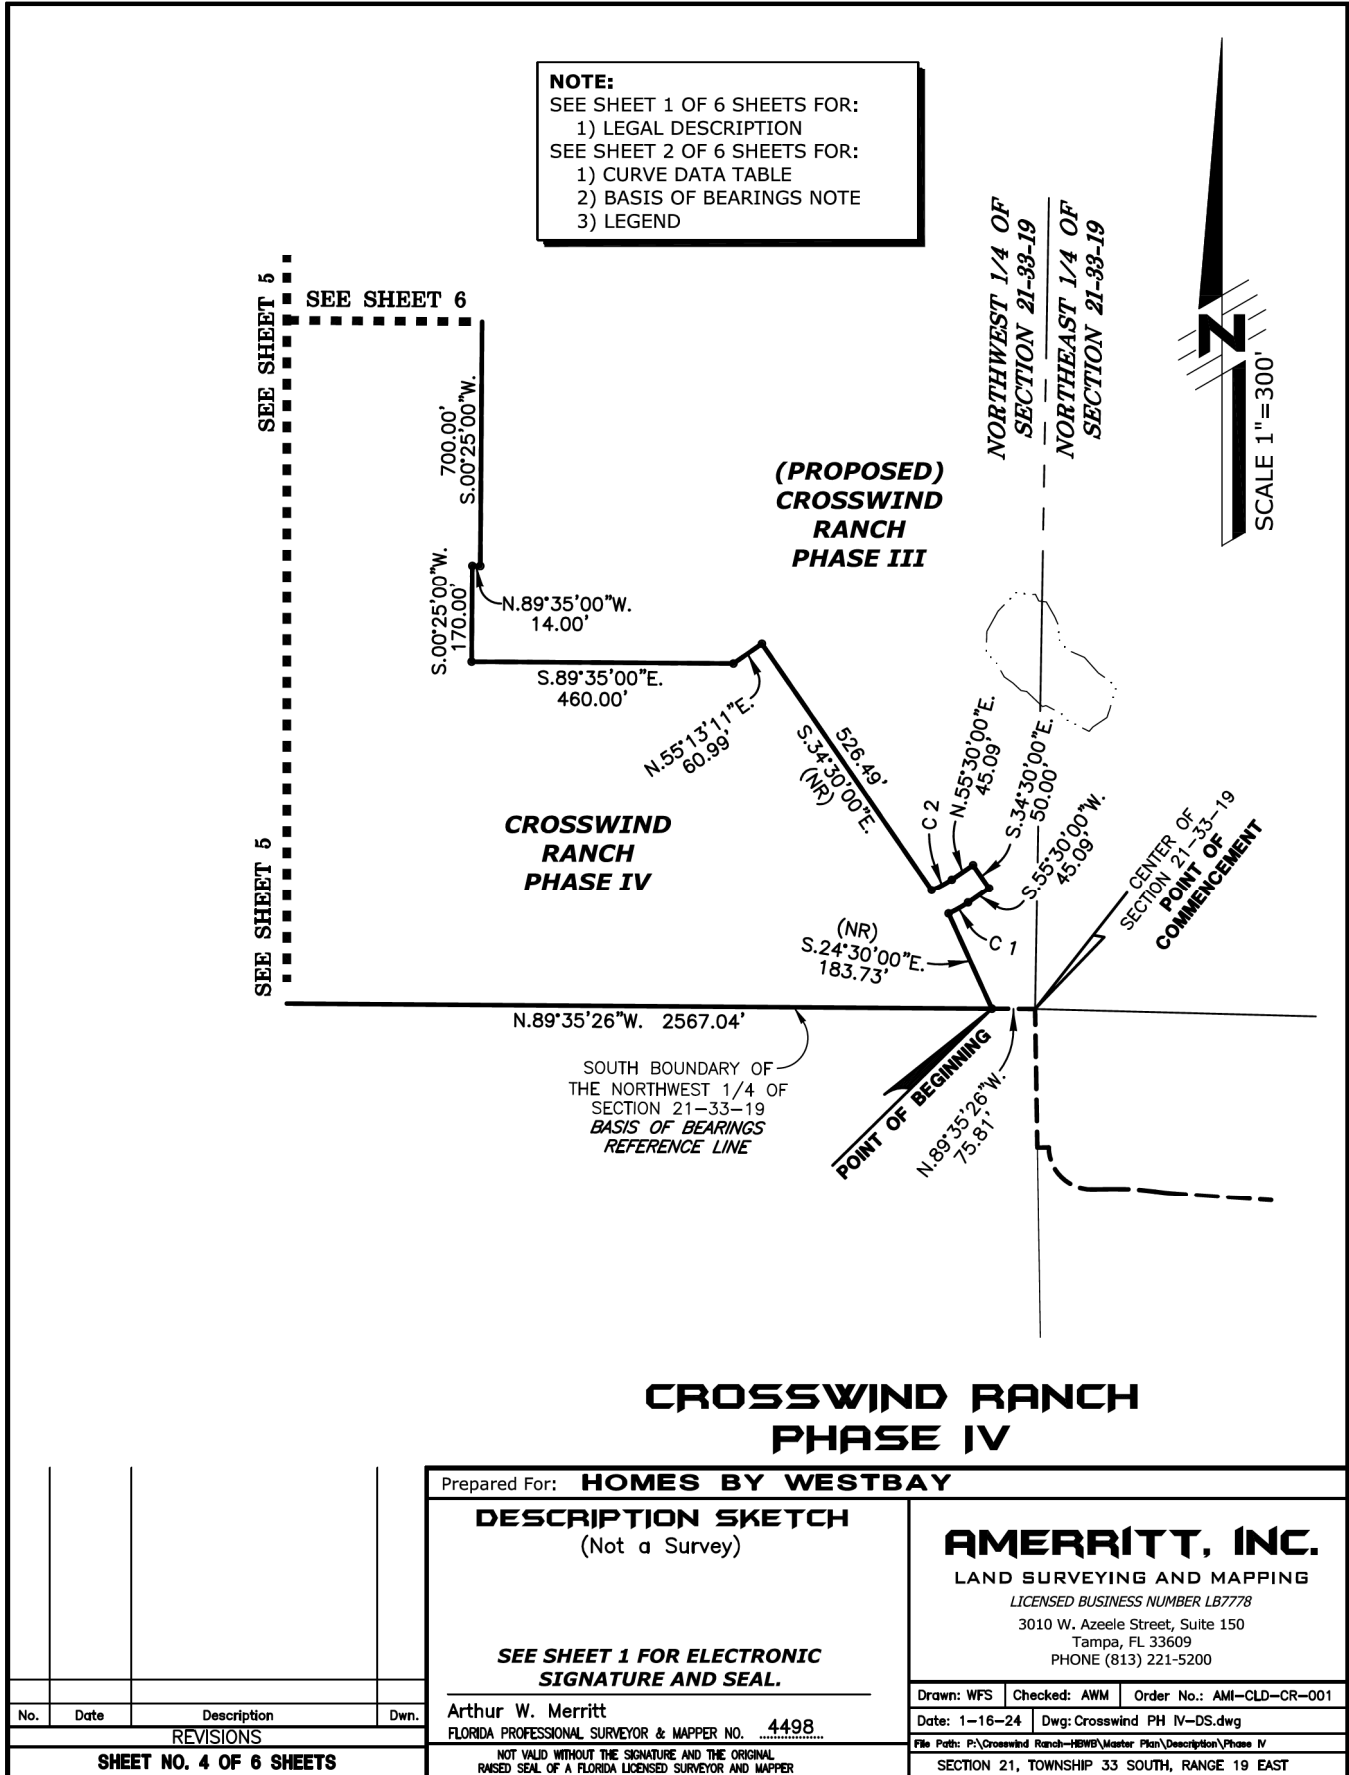 NOTE:
SEE SHEET 1 OF 6 SHEETS FOR:
1) LEGAL DESCRIPTION
SEE SHEET 2 OF 6 SHEETS FOR:
1) CURVE DATA TABLE
2) BASIS OF BEARINGS NOTE
3) LEGEND
NORTHWEST 1/4 OF
SECTION 21-33-19
NORTHEAST 1/4 OF
SECTION 21-33-19
N
SCALE 1"=300'
SEE SHEET 5
SEE SHEET 6
700.00'
S.00°25'00"W.
(PROPOSED)
CROSSWIND
RANCH
PHASE III
S.00°25'00"W.
170.00'
N.89°35'00"W.
14.00'
S.89°35'00"E.
460.00'
N.55°13'11"E.
60.99'
526.49'
S.34°30'00"E.
(NR)
C 2
N.55°30'00"E.
45.09'
S.34°30'00"E.
50.00'
S.55°30'00"W.
45.09'
CENTER OF
SECTION 21-33-19
POINT OF
COMMENCEMENT
CROSSWIND
RANCH
PHASE IV
SEE SHEET 5
(NR)
S.24°30'00"E.
183.73'
C 1
N.89°35'26"W. 2567.04'
SOUTH BOUNDARY OF
THE NORTHWEST 1/4 OF
SECTION 21-33-19
BASIS OF BEARINGS
REFERENCE LINE
POINT OF BEGINNING
N.89°35'26"W.
75.81'
CROSSWIND RANCH
PHASE IV
Prepared For: HOMES BY WESTBAY
DESCRIPTION SKETCH
(Not a Survey)
SEE SHEET 1 FOR ELECTRONIC
SIGNATURE AND SEAL.
Arthur W. Merritt
FLORIDA PROFESSIONAL SURVEYOR & MAPPER NO. 4498
NOT VALID WITHOUT THE SIGNATURE AND THE ORIGINAL
RAISED SEAL OF A FLORIDA LICENSED SURVEYOR AND MAPPER
AMERRITT, INC.
LAND SURVEYING AND MAPPING
LICENSED BUSINESS NUMBER LB7778
3010 W. Azeele Street, Suite 150
Tampa, FL 33609
PHONE (813) 221-5200
Drawn: WFS Checked: AWM Order No.: AMI-CLD-CR-001
Date: 1-16-24 Dwg: Crosswind PH IV-DS.dwg
File Path: P:\Crosswind Ranch-HBWB\Master Plan\Description\Phase IV
SECTION 21, TOWNSHIP 33 SOUTH, RANGE 19 EAST
No. Date Description Dwn.
REVISIONS
SHEET NO. 4 OF 6 SHEETS